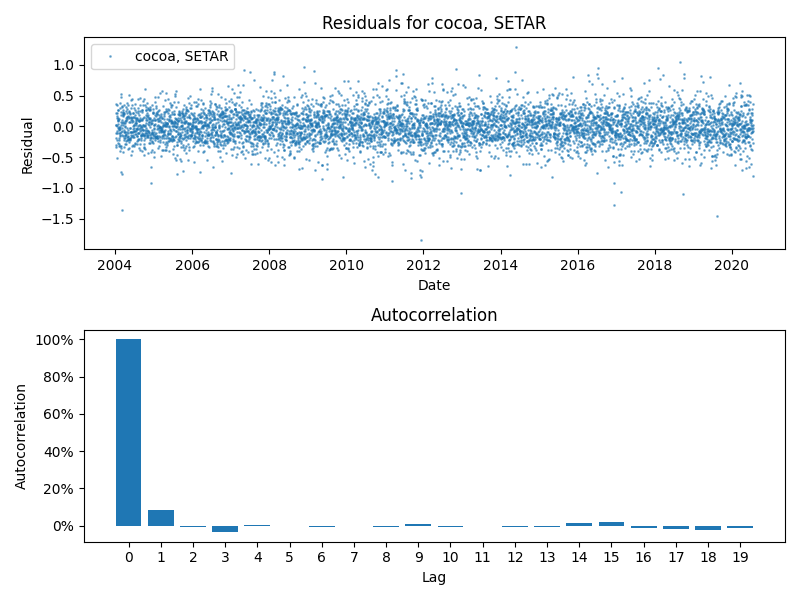 Residuals for cocoa, SETAR
cocoa, SETAR
Residual
1.0
0.5
0.0
−0.5
−1.0
−1.5
2004 2006 2008 2010 2012 2014 2016 2018 2020
Date
Autocorrelation
Autocorrelation
100%
80%
60%
40%
20%
0%
0 1 2 3 4 5 6 7 8 9 10 11 12 13 14 15 16 17 18 19
Lag